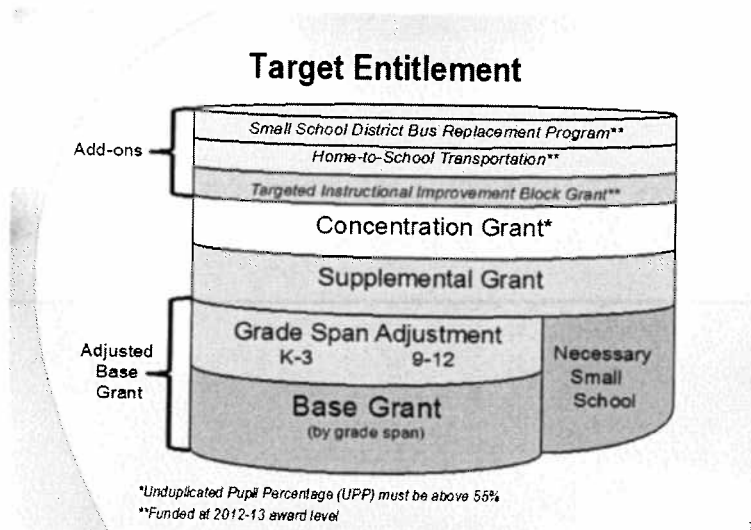 Target Entitlement
Add-ons
Small School District Bus Replacement Program**
Home-to-School Transportation**
Targeted Instructional Improvement Block Grant**
Concentration Grant*
Supplemental Grant
Adjusted
Base
Grant
Grade Span Adjustment
K-3 9-12
Base Grant
(by grade span)
Necessary
Small
School
*Unduplicated Pupil Percentage (UPP) must be above 55%
**Funded at 2012-13 award level